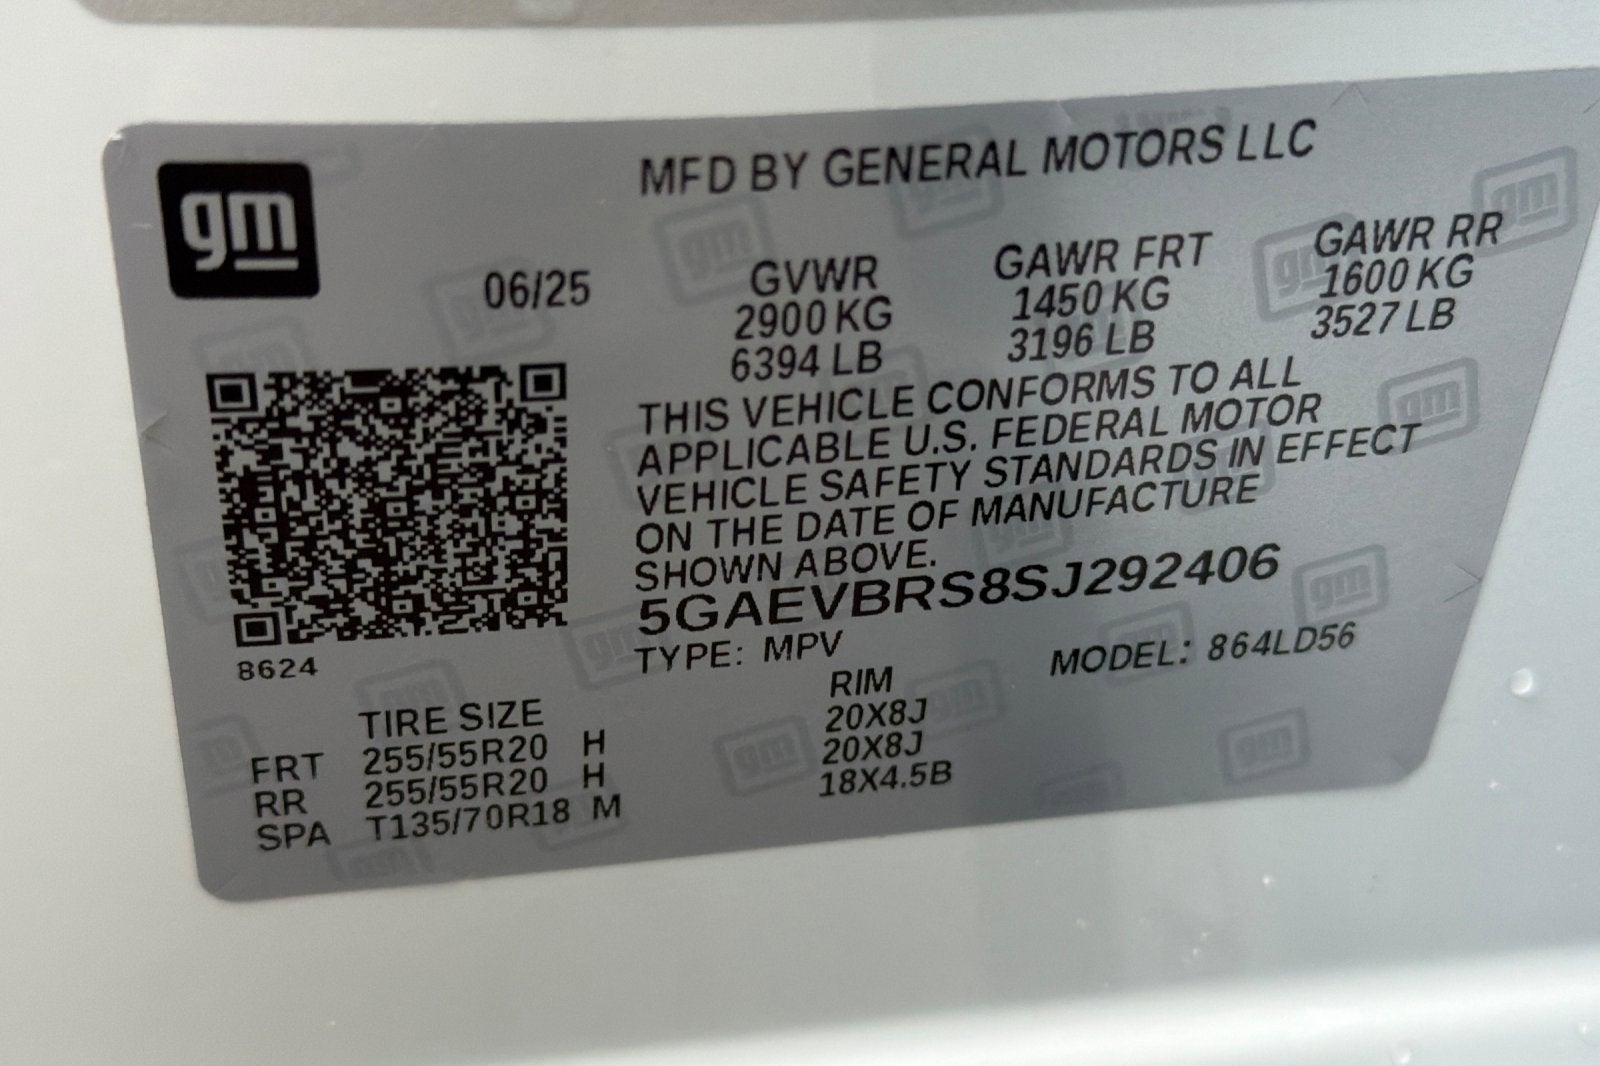 gm
MFD BY GENERAL MOTORS LLC
06/25
GVWR GAWR FRT GAWR RR
2900 KG 1450 KG 1600 KG
6394 LB 3196 LB 3527 LB
THIS VEHICLE CONFORMS TO ALL
APPLICABLE U.S. FEDERAL MOTOR
VEHICLE SAFETY STANDARDS IN EFFECT
ON THE DATE OF MANUFACTURE
SHOWN ABOVE.
5GAEVBRS8SJ292406
TYPE: MPV MODEL: 864LD56
8624
TIRE SIZE RIM
FRT 255/55R20 H 20X8J
RR 255/55R20 H 20X8J
SPA T135/70R18 M 18X4.5B